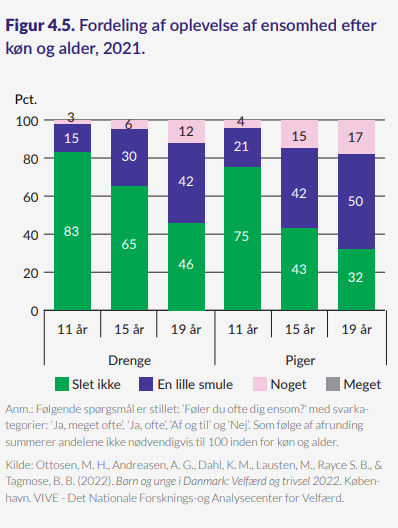 Figur 4.5. Fordeling af oplevelse af ensomhed efter
køn og alder, 2021.
Pct.
100
80
60
40
20
0
3
15
83
6
30
65
12
42
46
4
21
75
15
42
43
17
50
32
11 år 15 år 19 år 11 år 15 år 19 år
Drenge Piger
Slet ikke En lille smule Noget Meget
Anm.: Følgende spørgsmål er stillet: ’Føler du ofte dig ensom?’ med svarka-
tegorier: ’Ja, meget ofte’, ’Ja, ofte’, ’Af og til’ og ’Nej’. Som følge af afrunding
summerer andelene ikke nødvendigvis til 100 inden for køn og alder.
Kilde: Ottosen, M. H., Andreasen, A. G., Dahl, K. M., Lausten, M., Rayce S. B., &
Tagmose, B. B. (2022). Børn og unge i Danmark: Velfærd og trivsel 2022. Køben-
havn. VIVE - Det Nationale Forsknings-og Analysecenter for Velfærd.